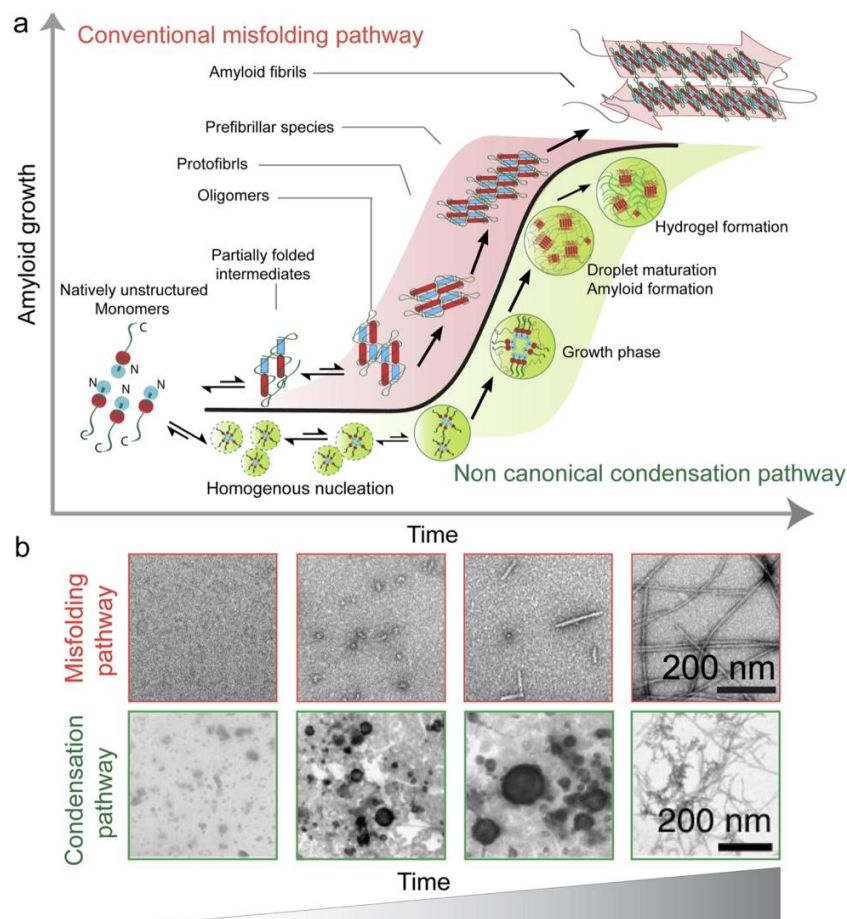 a
Conventional misfolding pathway
Amyloid fibrils
Prefibrillar species
Protofibrls
Oligomers
Partially folded
intermediates
Natively unstructured
Monomers
C
N
N
N
N
C
C
C
Amyloid growth
Hydrogel formation
Droplet maturation
Amyloid formation
Growth phase
Homogenous nucleation
Non canonical condensation pathway
Time
b
Misfolding
pathway
200 nm
Condensation
pathway
200 nm
Time